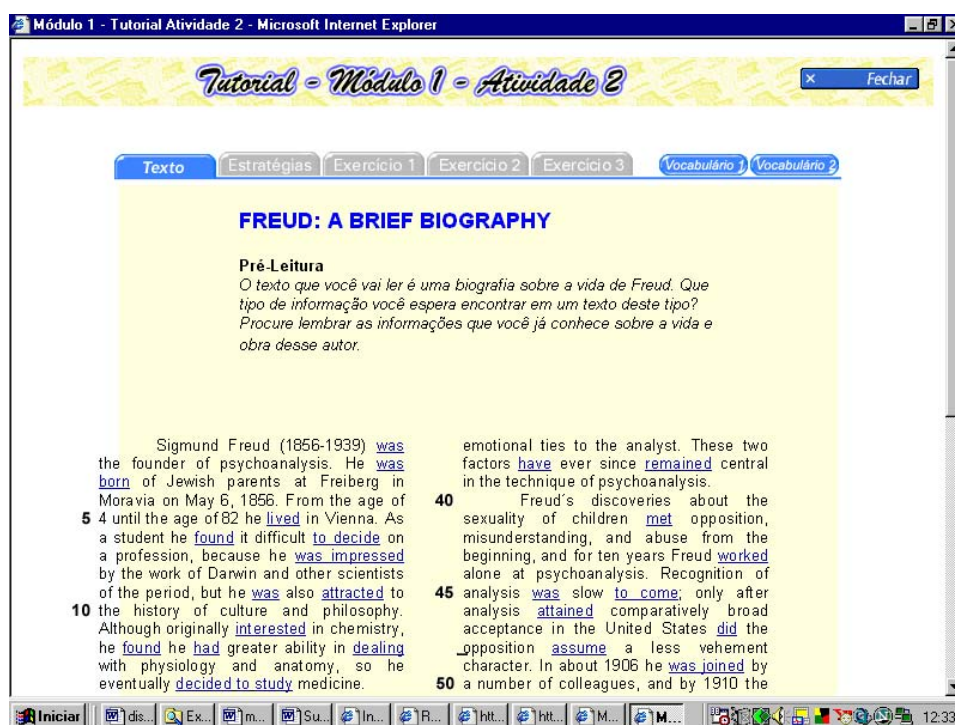 Módulo 1 - Tutorial Atividade 2 - Microsoft Internet Explorer
Tutorial - Módulo 1 - Atividade 2
× Fechar
Texto Estratégias Exercício 1 Exercício 2 Exercício 3 Vocabulário 1 Vocabulário 2
FREUD: A BRIEF BIOGRAPHY
Pré-Leitura
O texto que você vai ler é uma biografia sobre a vida de Freud. Que
tipo de informação você espera encontrar em um texto deste tipo?
Procure lembrar as informações que você já conhece sobre a vida e
obra desse autor.
Sigmund Freud (1856-1939) was
the founder of psychoanalysis. He was
born of Jewish parents at Freiberg in
Moravia on May 6, 1856. From the age of
5 4 until the age of 82 he lived in Vienna. As
a student he found it difficult to decide on
a profession, because he was impressed
by the work of Darwin and other scientists
of the period, but he was also attracted to
10 the history of culture and philosophy.
Although originally interested in chemistry,
he found he had greater ability in dealing
with physiology and anatomy, so he
eventually decided to study medicine.
emotional ties to the analyst. These two
factors have ever since remained central
in the technique of psychoanalysis.
40 Freud´s discoveries about the
sexuality of children met opposition,
misunderstanding, and abuse from the
beginning, and for ten years Freud worked
alone at psychoanalysis. Recognition of
45 analysis was slow to come; only after
analysis attained comparatively broad
acceptance in the United States did the
opposition assume a less vehement
character. In about 1906 he was joined by
50 a number of colleagues, and by 1910 the
Iniciar dis... Ex... m... Su... In... R... htt... htt... M... M... 12:33